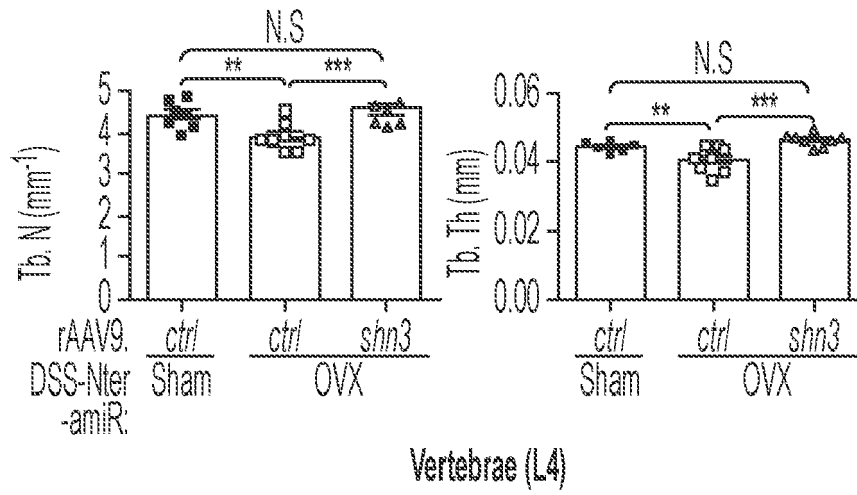 N.S
** ***
Tb. N (mm⁻¹)
5
4
3
2
1
0
rAAV9. ctrl ctrl shn3
DSS-Nter Sham OVX
-amiR:
N.S
** ***
Tb. Th (mm)
0.06
0.04
0.02
0.00
ctrl ctrl shn3
Sham OVX
Vertebrae (L4)